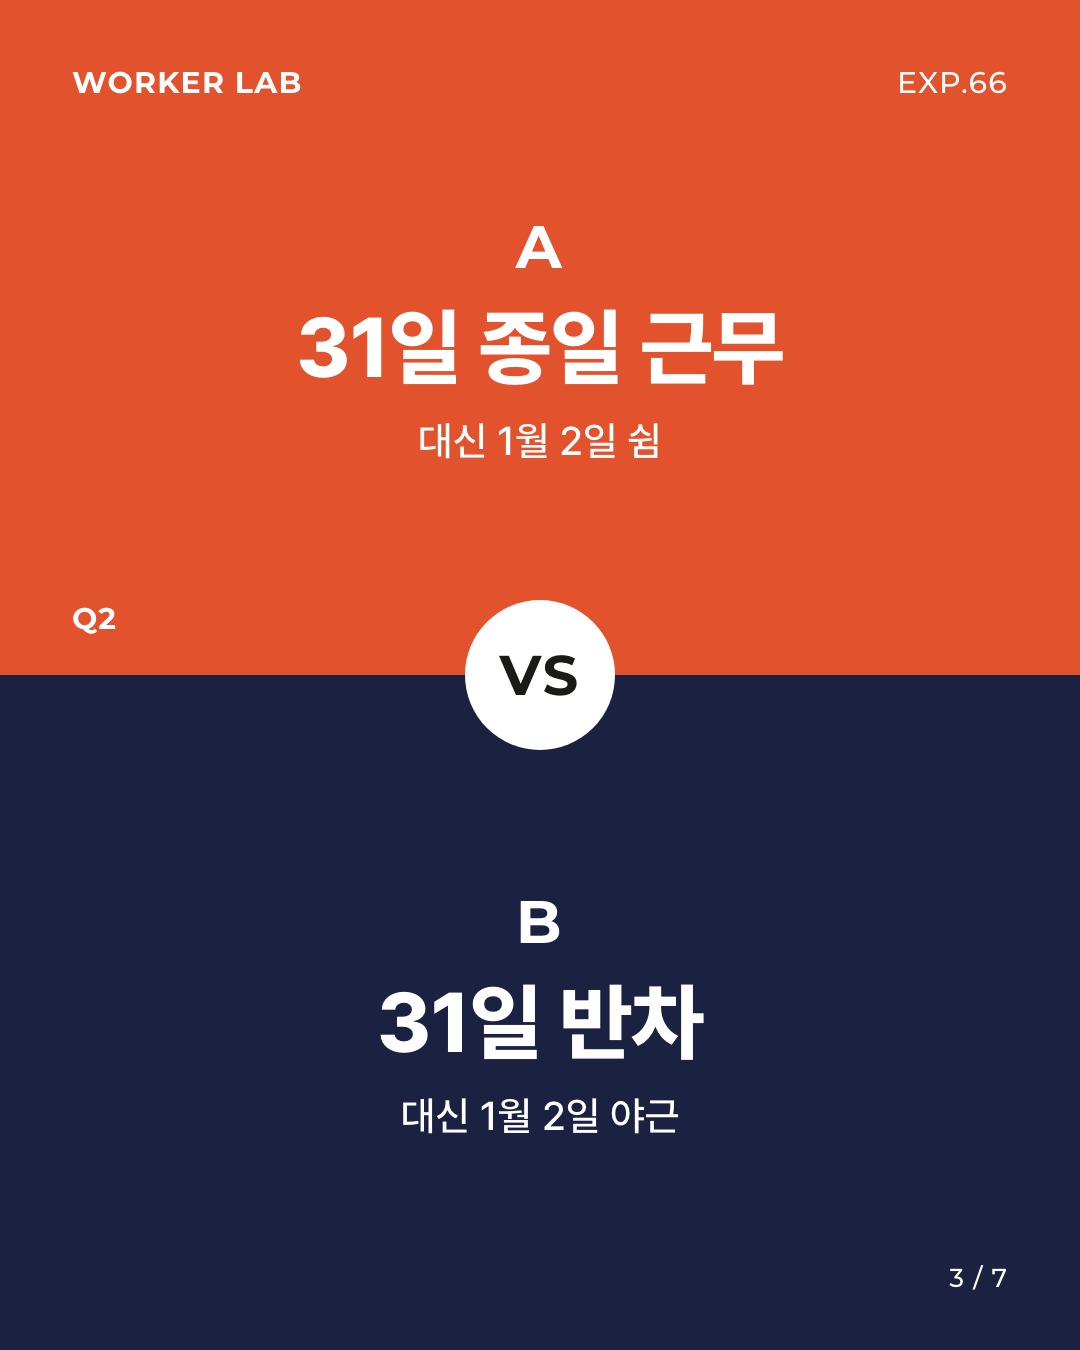 WORKER LAB
EXP.66
A
31일 종일 근무
대신 1월 2일 쉼
Q2
VS
B
31일 반차
대신 1월 2일 야근
3 / 7